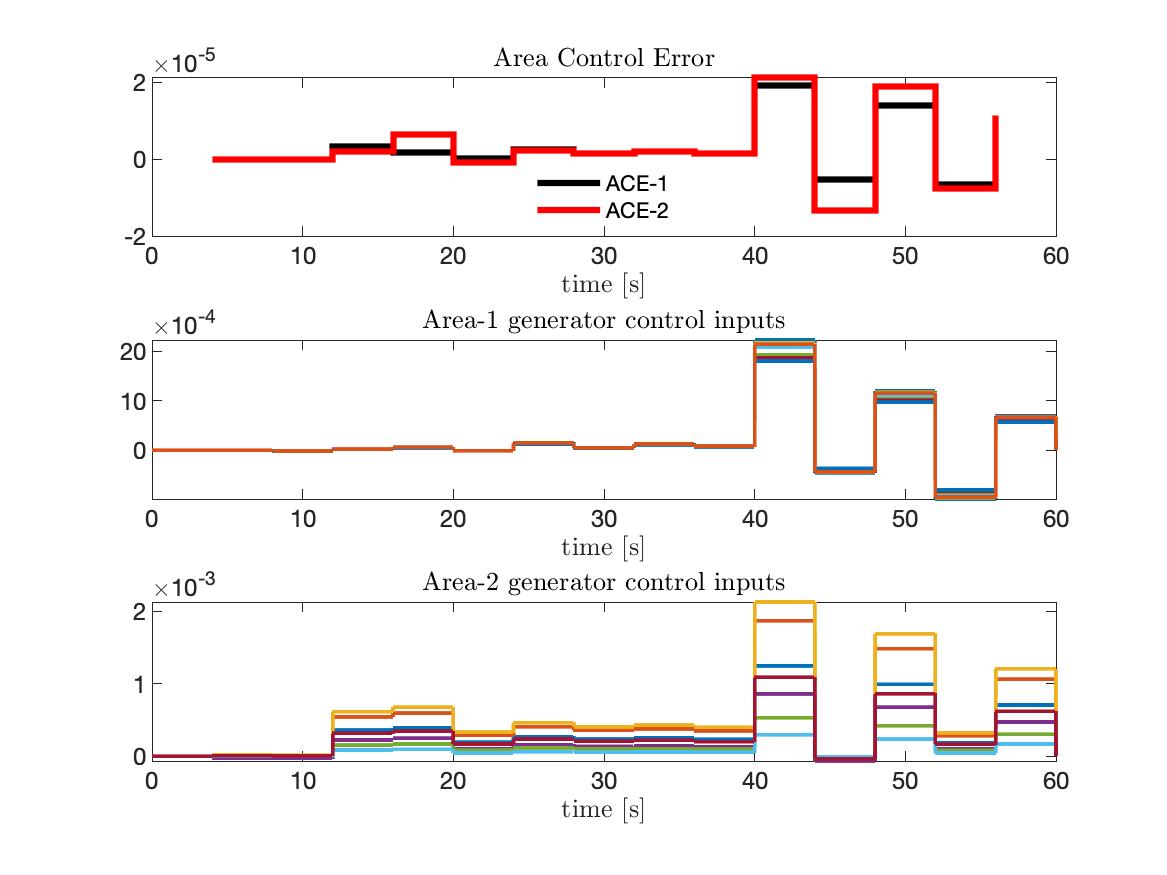 ×10-5
Area Control Error
2
0
-2
ACE-1
ACE-2
0 10 20 30 40 50 60
time [s]
×10-4
Area-1 generator control inputs
20
10
0
0 10 20 30 40 50 60
time [s]
×10-3
Area-2 generator control inputs
2
1
0
0 10 20 30 40 50 60
time [s]